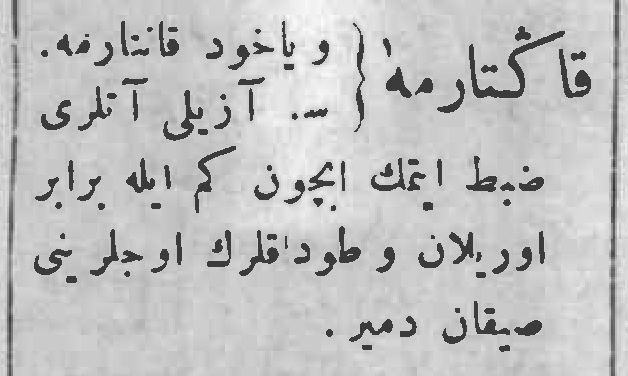 قاڭتارمه { و یاخود قانتارمه.
... آزیلی آتلری
ضبط ایتمك ایچون كم ایله برابر
اوریلان و طوداقلرك اوجلرینی
صیقان دمیر.